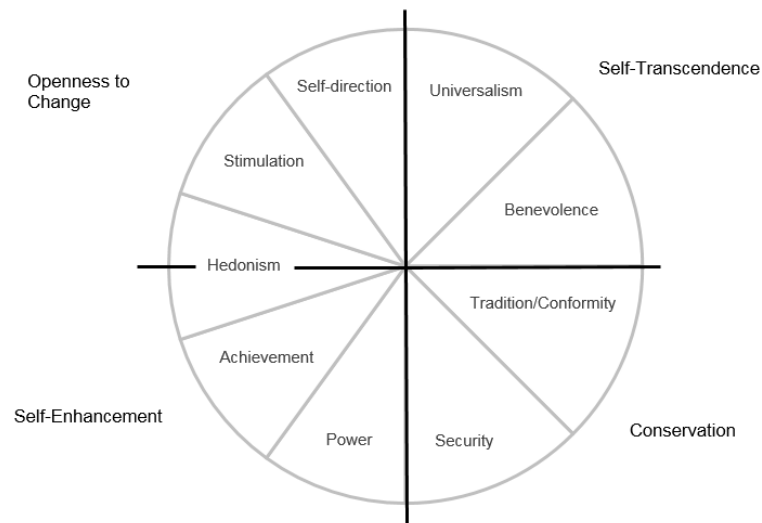 Openness to
Change
Self-Transcendence
Self-direction
Universalism
Stimulation
Benevolence
Hedonism
Tradition/Conformity
Achievement
Self-Enhancement
Power
Security
Conservation